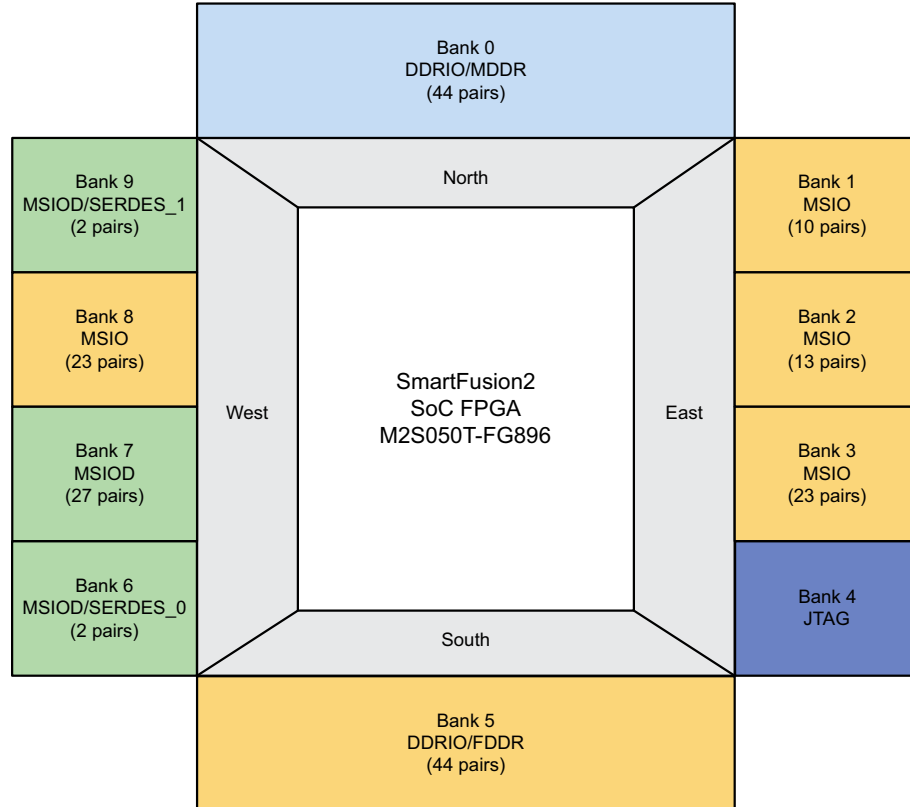 Bank 0
DDRIO/MDDR
(44 pairs)
Bank 9
MSIOD/SERDES_1
(2 pairs)
North
Bank 1
MSIO
(10 pairs)
Bank 8
MSIO
(23 pairs)
Bank 2
MSIO
(13 pairs)
West
SmartFusion2
SoC FPGA
M2S050T-FG896
East
Bank 7
MSIOD
(27 pairs)
Bank 3
MSIO
(23 pairs)
Bank 6
MSIOD/SERDES_0
(2 pairs)
South
Bank 4
JTAG
Bank 5
DDRIO/FDDR
(44 pairs)